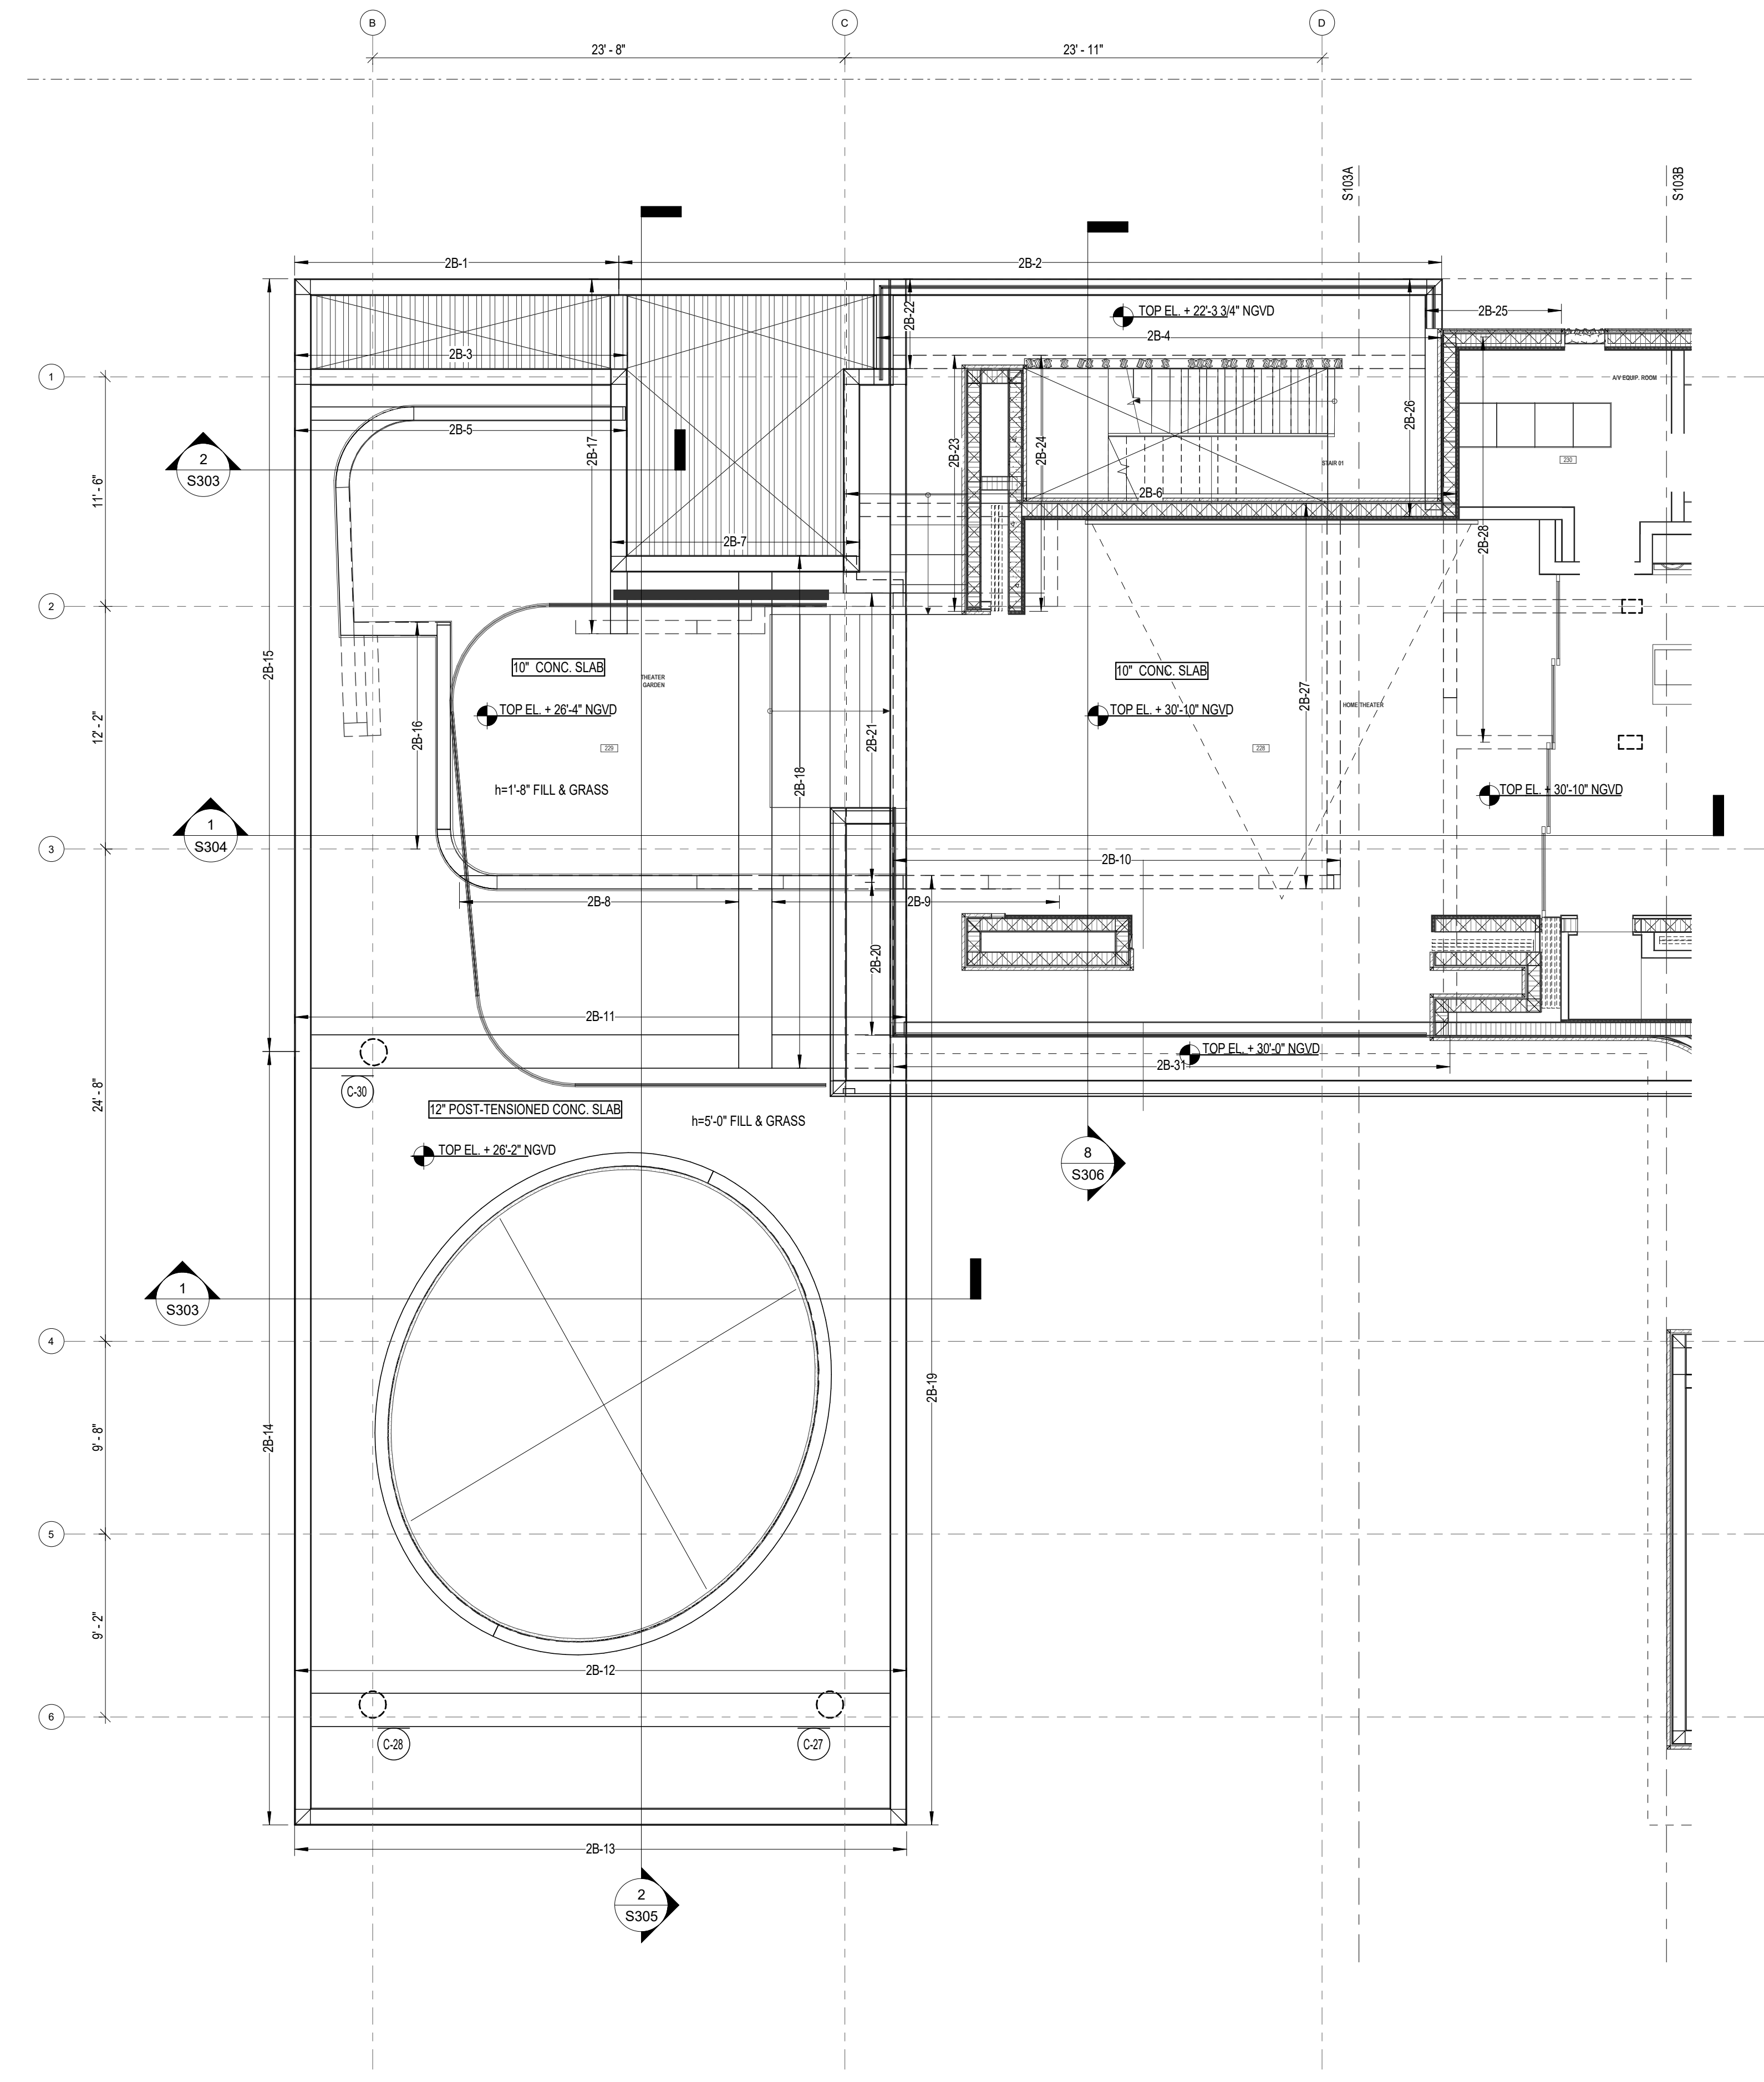 B
C
D
23' - 8"
23' - 11"
S103A
S103B
2B-1
2B-2
2B-22
TOP EL. + 22'-3 3/4" NGVD
2B-25
2B-4
2B-3
1
A/V EQUIP. ROOM
2B-26
2B-5
2B-17
2B-23
2B-24
2
S303
STAIR 01
230
11' - 6"
2B-6
2B-7
2B-28
2
10" CONC. SLAB
THEATER
GARDEN
10" CONC. SLAB
2B-15
2B-27
HOME THEATER
TOP EL. + 26'-4" NGVD
TOP EL. + 30'-10" NGVD
12' - 2"
2B-16
2B-21
229
228
2B-18
h=1'-8" FILL & GRASS
TOP EL. + 30'-10" NGVD
1
S304
3
2B-10
2B-8
2B-9
2B-20
2B-11
TOP EL. + 30'-0" NGVD
2B-31
C-30
24' - 8"
12" POST-TENSIONED CONC. SLAB
h=5'-0" FILL & GRASS
TOP EL. + 26'-2" NGVD
8
S306
1
S303
4
2B-19
9' - 8"
2B-14
5
9' - 2"
2B-12
6
C-28
C-27
2B-13
2
S305